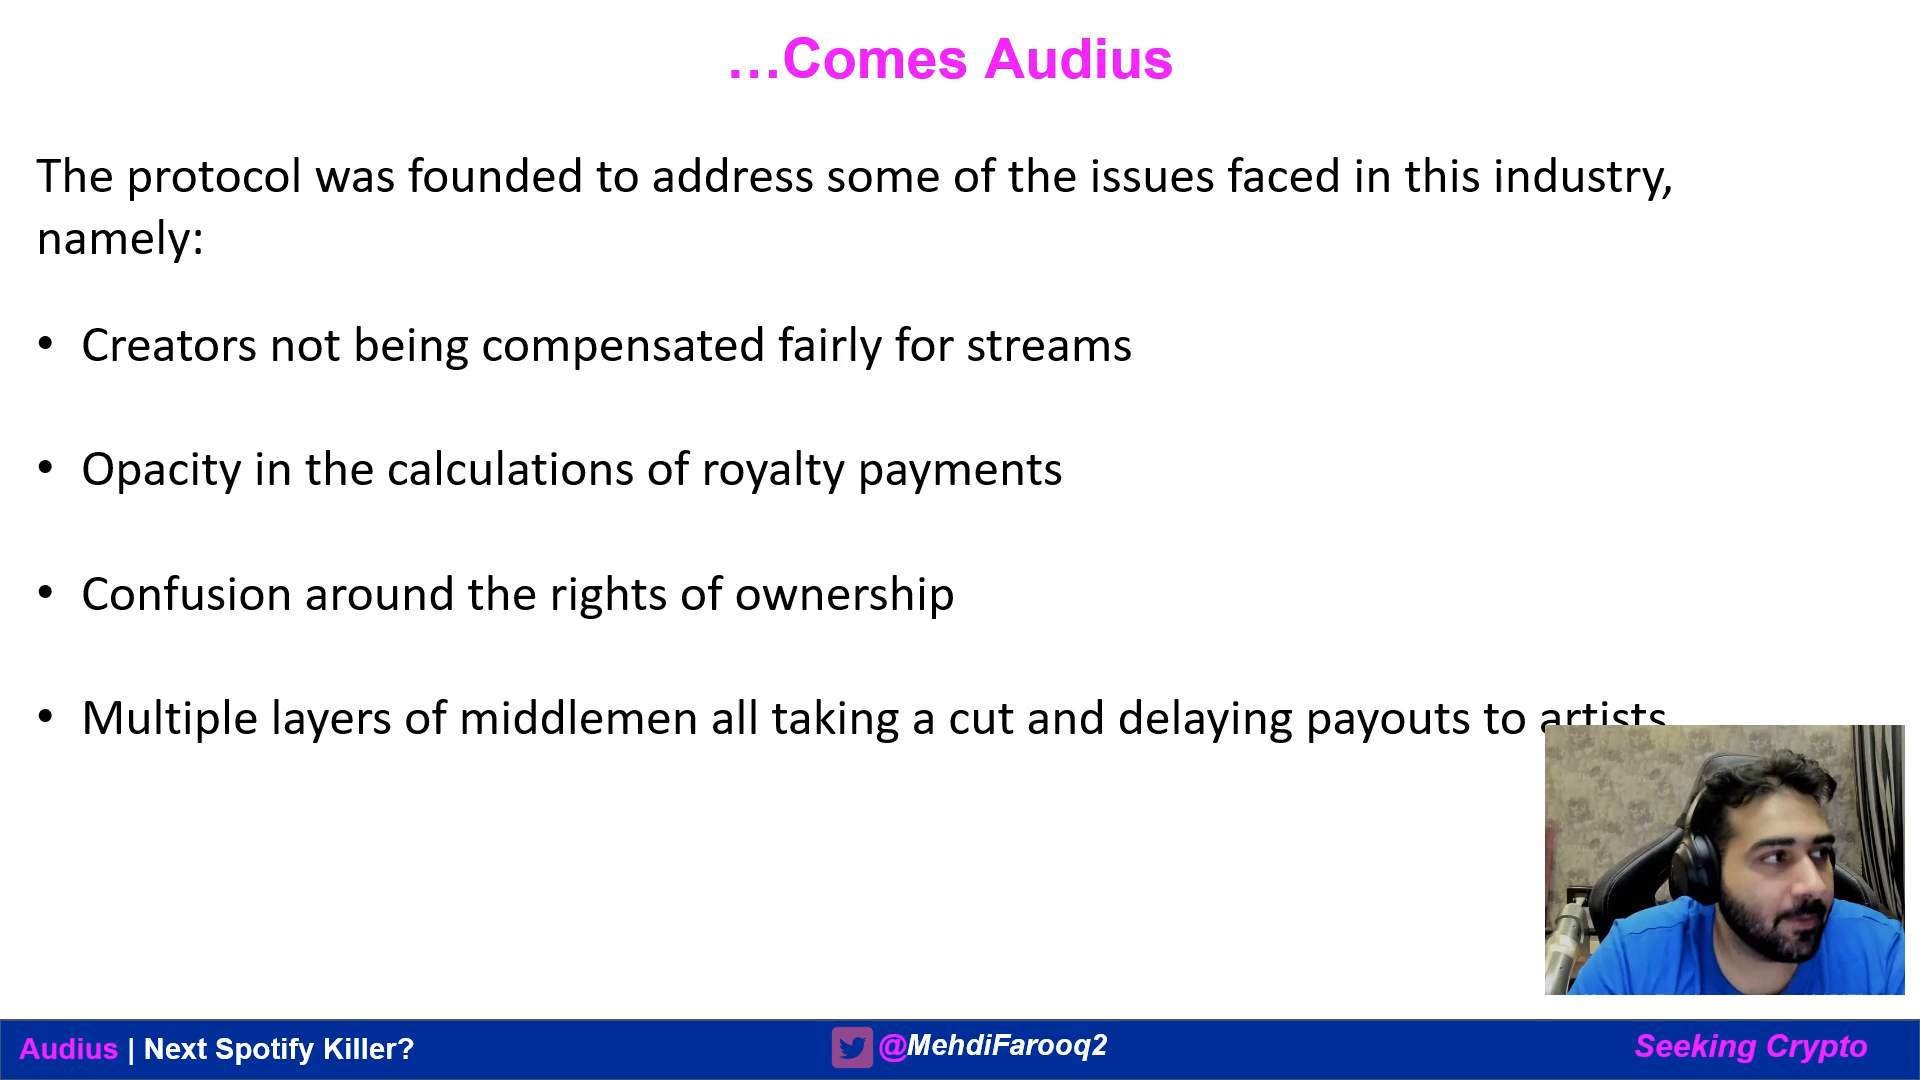 ...Comes Audius
The protocol was founded to address some of the issues faced in this industry,
namely:
• Creators not being compensated fairly for streams
• Opacity in the calculations of royalty payments
• Confusion around the rights of ownership
• Multiple layers of middlemen all taking a cut and delaying payouts to artists
Audius | Next Spotify Killer?
@MehdiFarooq2
Seeking Crypto